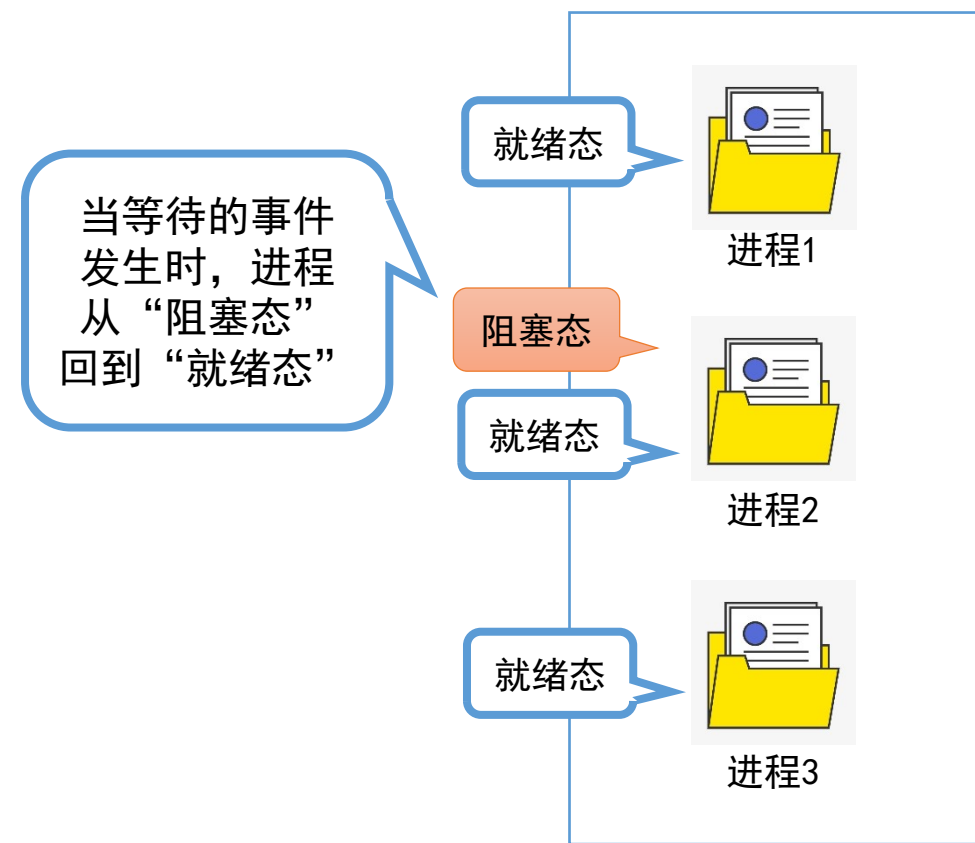 就绪态
进程1
当等待的事件
发生时，进程
从“阻塞态”
回到“就绪态”
阻塞态
就绪态
进程2
就绪态
进程3